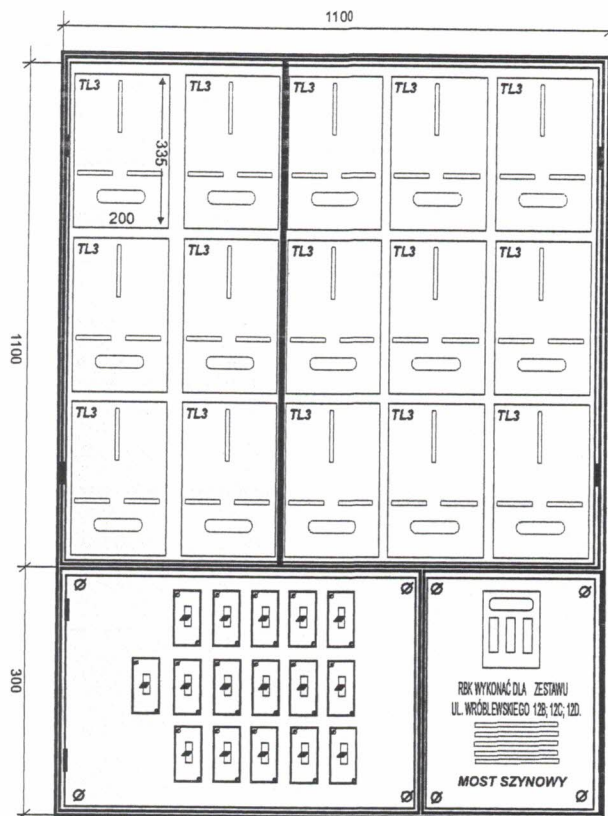 1100
TL3 TL3 TL3 TL3 TL3
335
200
1100
TL3 TL3 TL3 TL3 TL3
TL3 TL3 TL3 TL3 TL3
300
RBK WYKONAĆ DLA ZESTAWU
UL. WRÓBLEWSKIEGO 12B; 12C; 12D.
MOST SZYNOWY